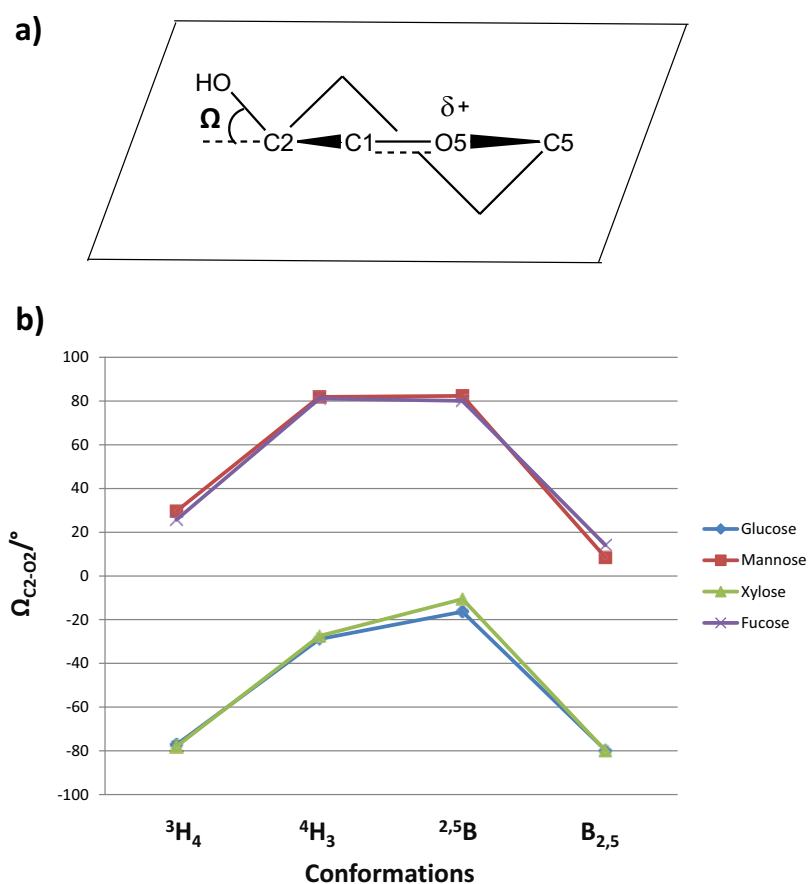 a)
HO
δ+
Ω
C2 C1 O5 C5
b)
100
80
60
40
20
0
-20
-40
-60
-80
-100
Ω_C2-O2/°
³H₄ ⁴H₃ ²,⁵B B₂,₅
Conformations
Glucose
Mannose
Xylose
Fucose